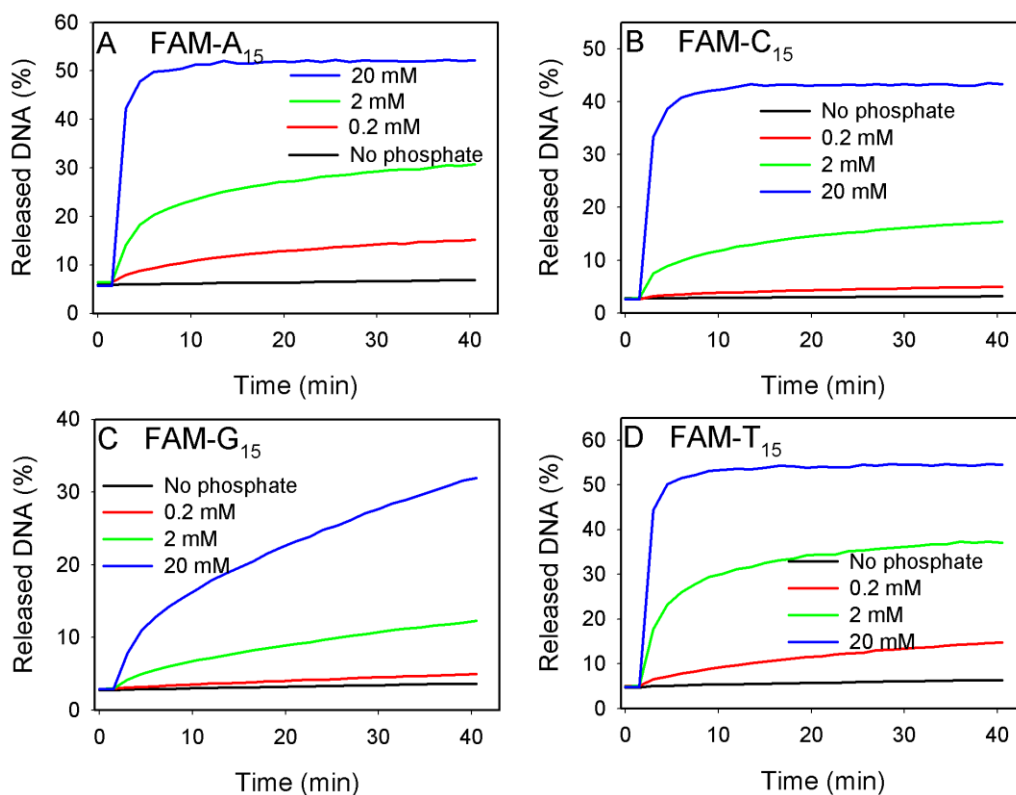 A FAM-A₁₅
Released DNA (%)
60
50
40
30
20
10
0
20 mM
2 mM
0.2 mM
No phosphate
0 10 20 30 40
Time (min)
B FAM-C₁₅
Released DNA (%)
50
40
30
20
10
0
No phosphate
0.2 mM
2 mM
20 mM
0 10 20 30 40
Time (min)
C FAM-G₁₅
Released DNA (%)
40
30
20
10
0
No phosphate
0.2 mM
2 mM
20 mM
0 10 20 30 40
Time (min)
D FAM-T₁₅
Released DNA (%)
60
50
40
30
20
10
0
No phosphate
0.2 mM
2 mM
20 mM
0 10 20 30 40
Time (min)